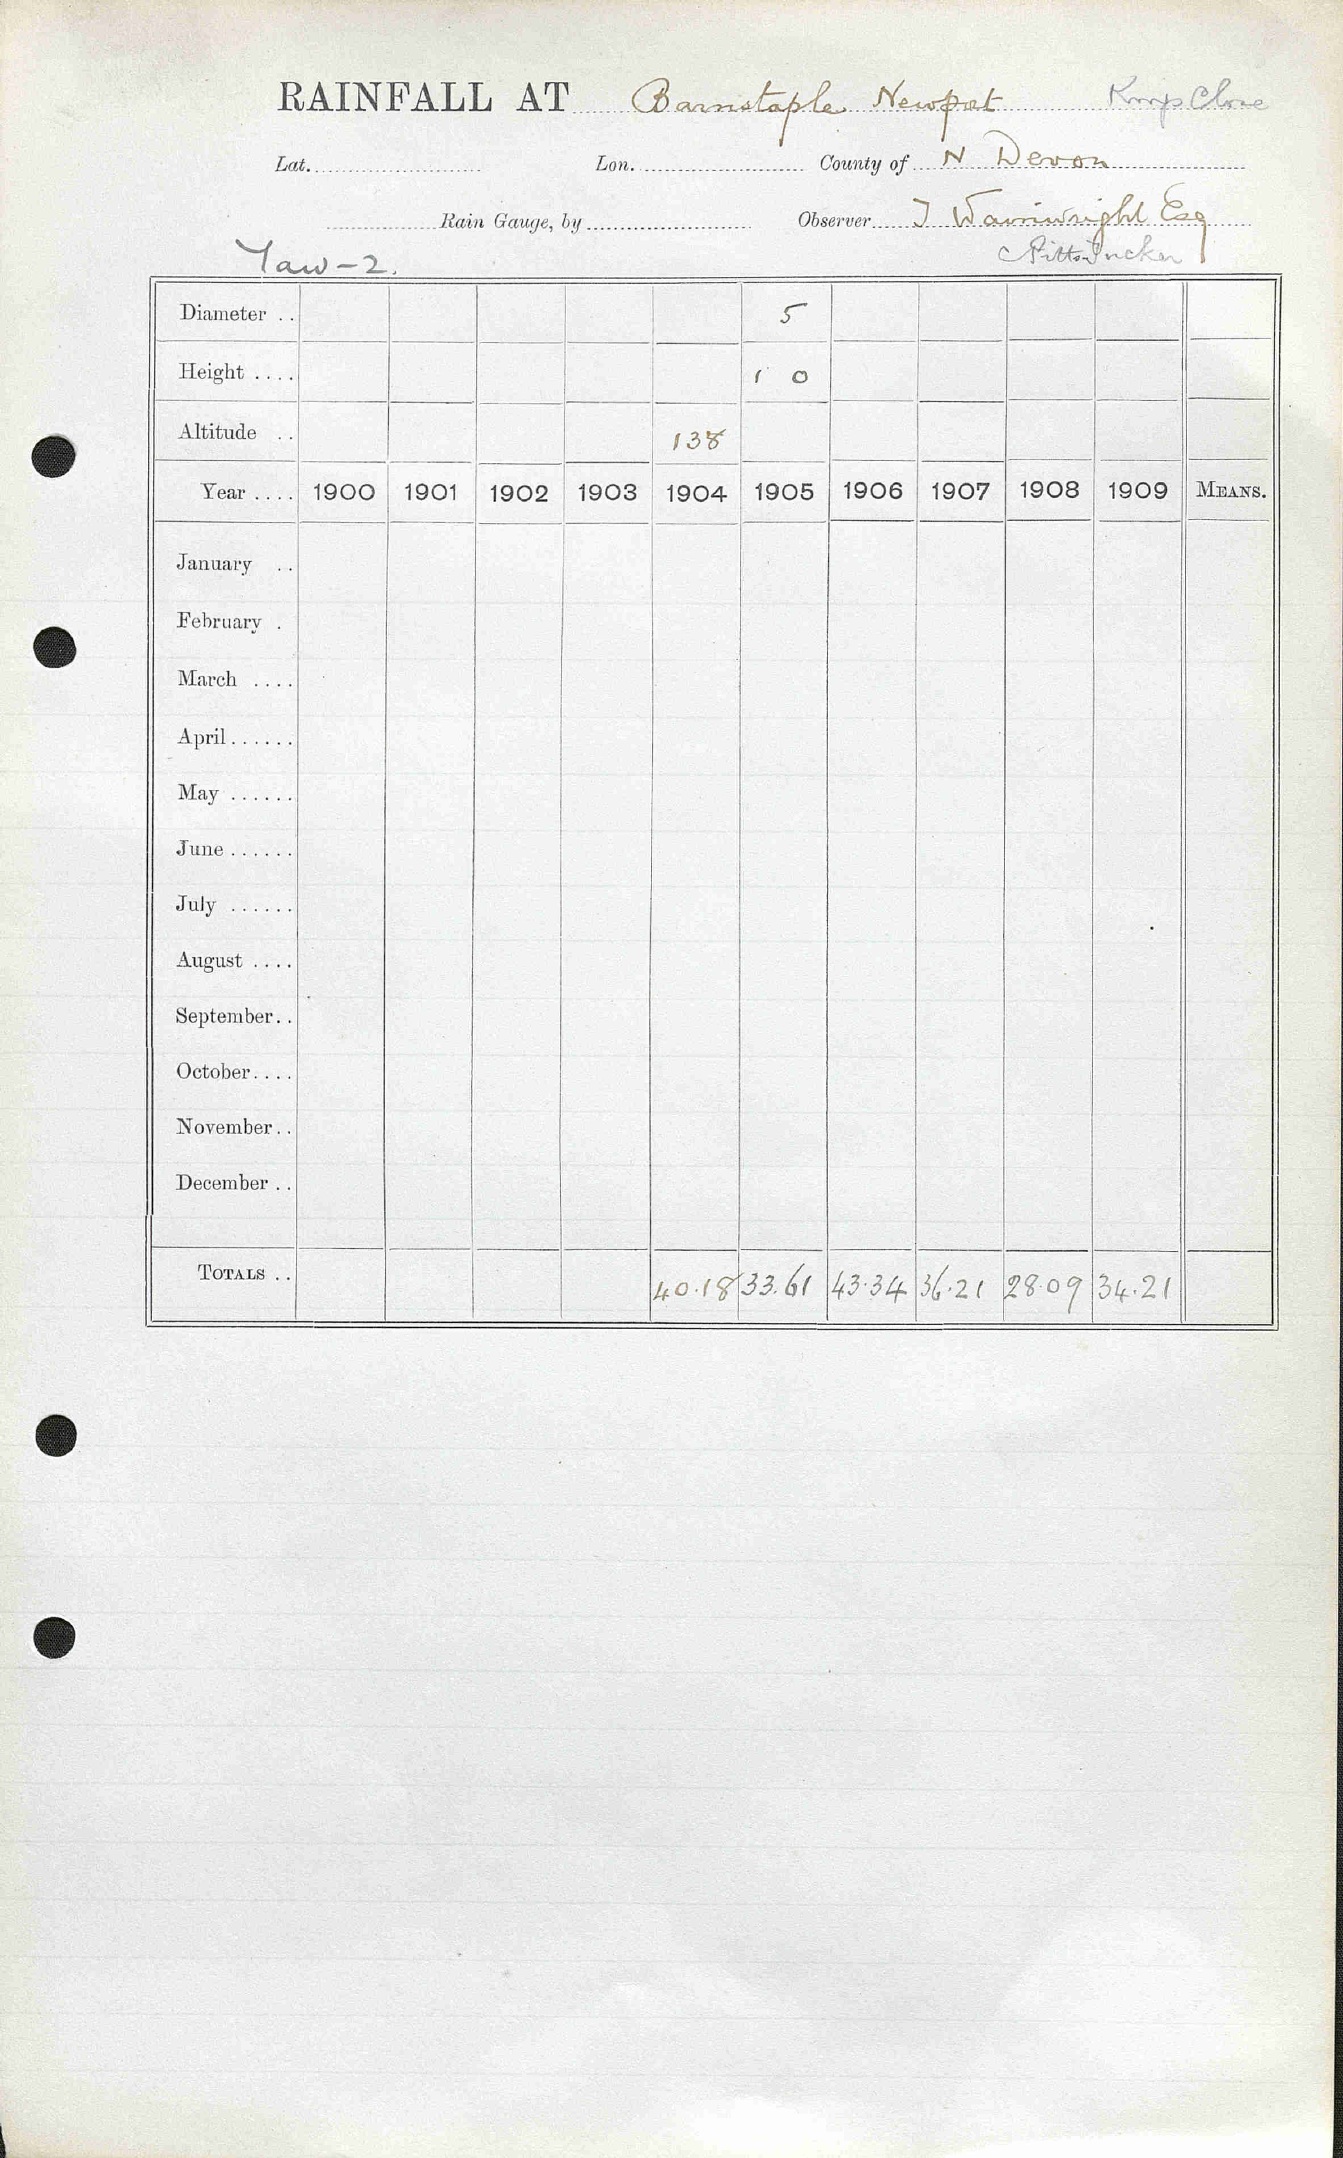 RAINFALL AT Barnstaple Newport Kings Close
Lat. Lon. County of N Devon
Rain Gauge, by Observer J Wainwright Esq
Taw-2. C Pitts Tucker
Diameter .. 5
Height .... 1 0
Altitude .. 138
Year .... 1900 1901 1902 1903 1904 1905 1906 1907 1908 1909 MEANS.
January ..
February .
March ....
April ......
May ......
June ......
July ......
August ....
September..
October....
November..
December ..
TOTALS .. 40.18 33.61 43.34 36.21 28.09 34.21